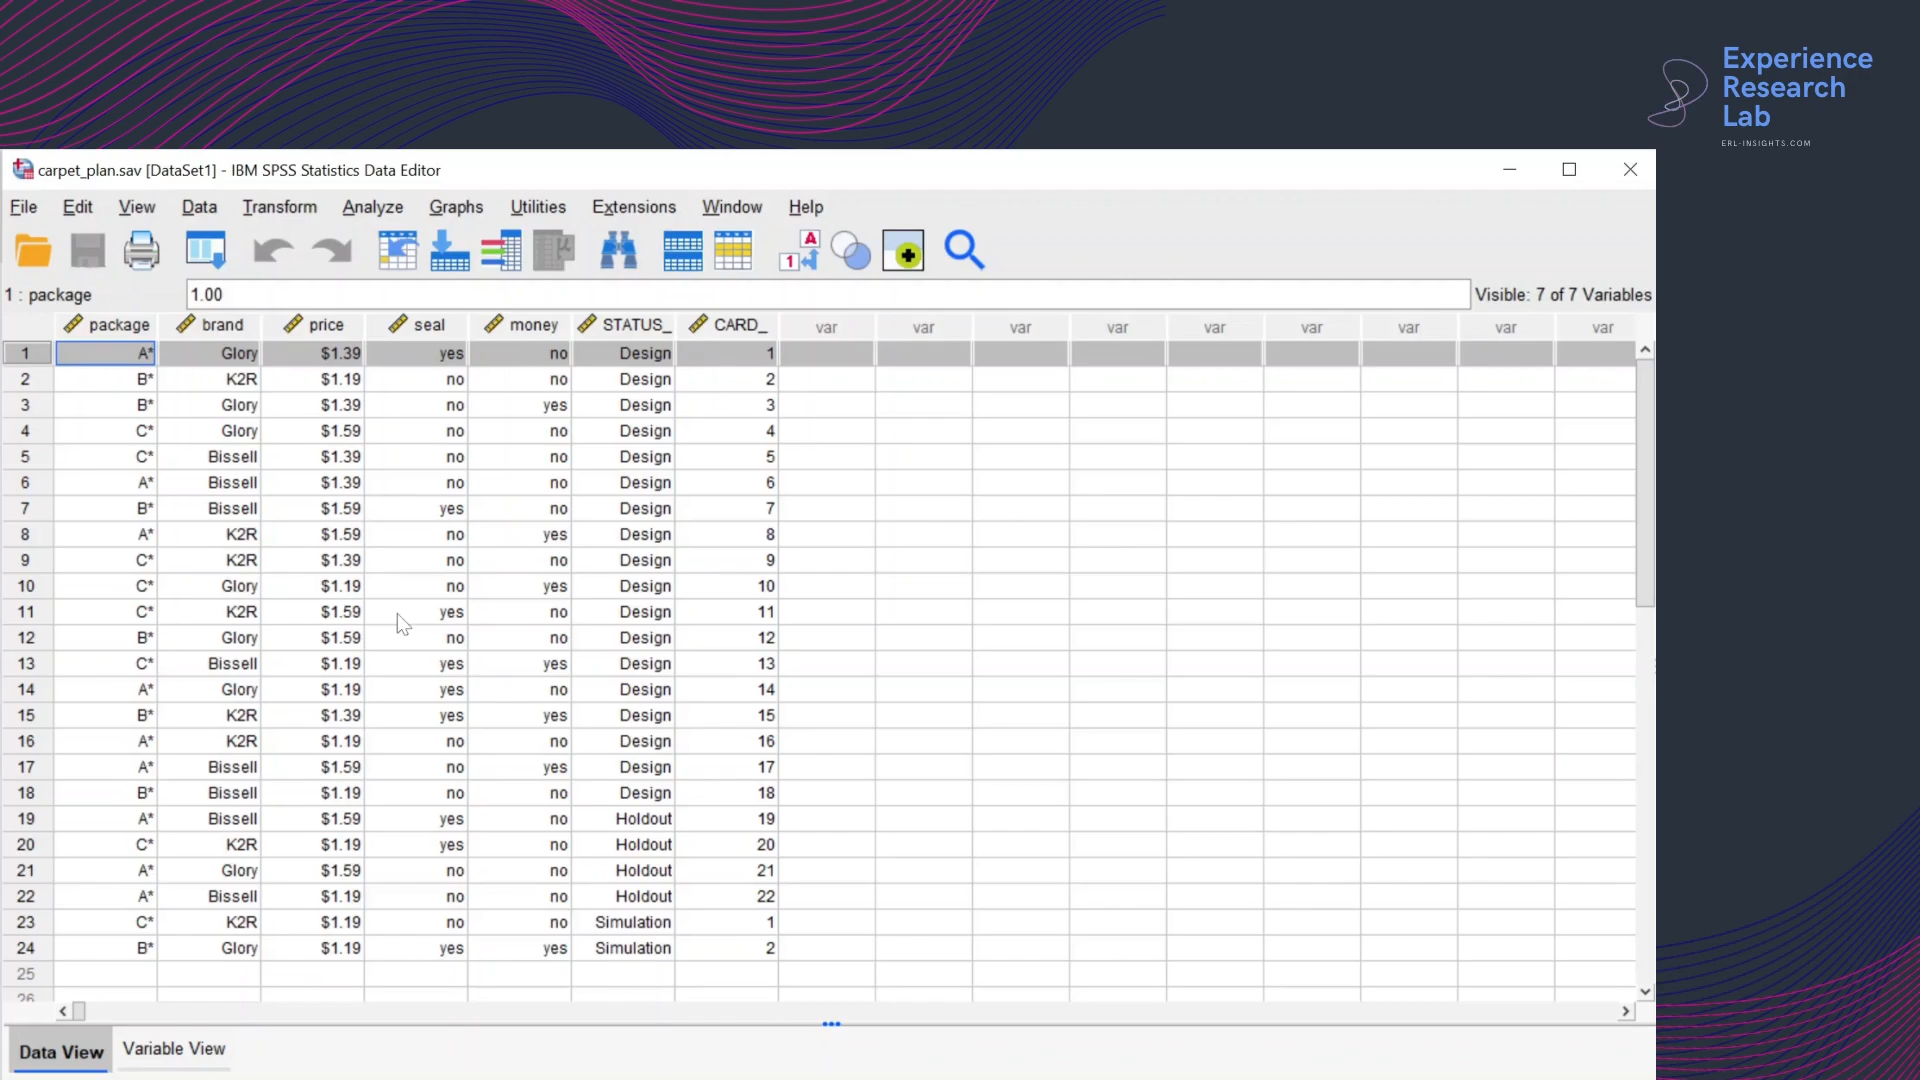 Experience
Research
Lab
ERL-INSIGHTS.COM
carpet_plan.sav [DataSet1] - IBM SPSS Statistics Data Editor
File Edit View Data Transform Analyze Graphs Utilities Extensions Window Help
A
1
µ
1 : package 1.00 Visible: 7 of 7 Variables
package brand price seal money STATUS_ CARD_ var var var var var var var var var
1 A* Glory $1.39 yes no Design 1
2 B* K2R $1.19 no no Design 2
3 B* Glory $1.39 no yes Design 3
4 C* Glory $1.59 no no Design 4
5 C* Bissell $1.39 no no Design 5
6 A* Bissell $1.39 no no Design 6
7 B* Bissell $1.59 yes no Design 7
8 A* K2R $1.59 no yes Design 8
9 C* K2R $1.39 no no Design 9
10 C* Glory $1.19 no yes Design 10
11 C* K2R $1.59 yes no Design 11
12 B* Glory $1.59 no no Design 12
13 C* Bissell $1.19 yes yes Design 13
14 A* Glory $1.19 yes no Design 14
15 B* K2R $1.39 yes yes Design 15
16 A* K2R $1.19 no no Design 16
17 A* Bissell $1.59 no yes Design 17
18 B* Bissell $1.19 no no Design 18
19 A* Bissell $1.59 yes no Holdout 19
20 C* K2R $1.19 yes no Holdout 20
21 A* Glory $1.59 no no Holdout 21
22 A* Bissell $1.19 no no Holdout 22
23 C* K2R $1.19 no no Simulation 1
24 B* Glory $1.19 yes yes Simulation 2
25
26
Data View Variable View